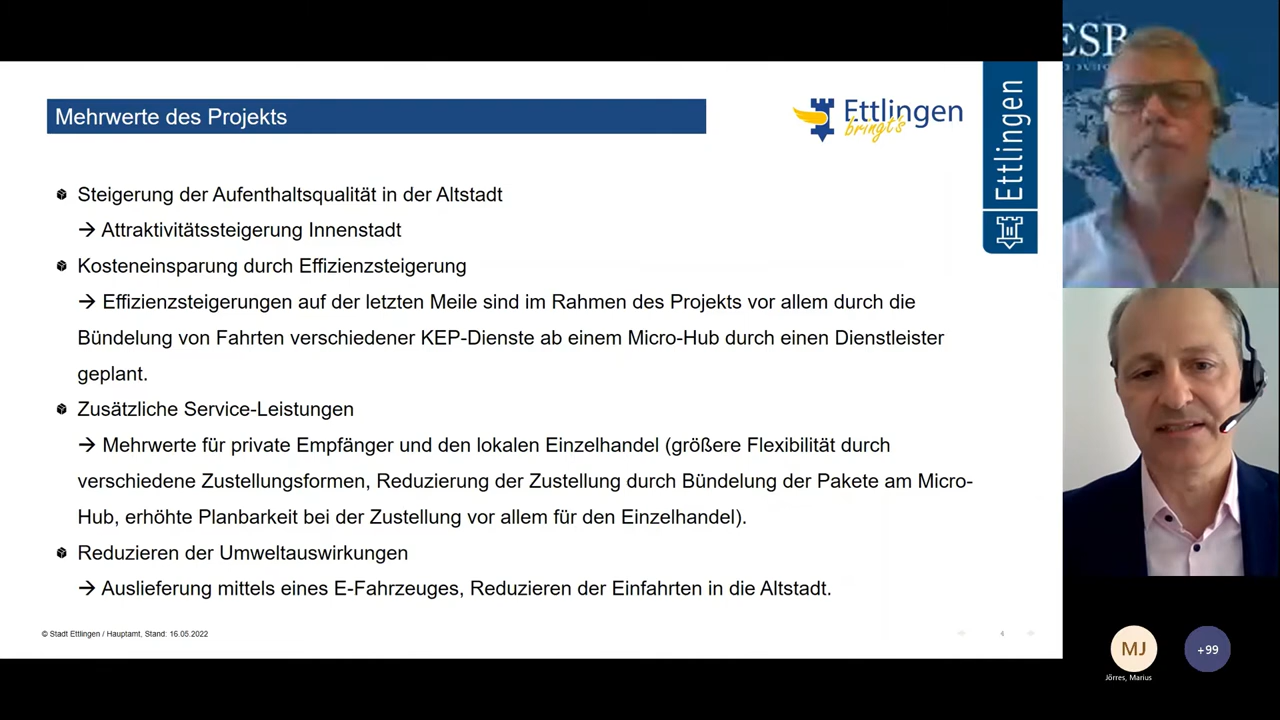 Mehrwerte des Projekts
Ettlingen
bringt's
Ettlingen
Steigerung der Aufenthaltsqualität in der Altstadt
→ Attraktivitätssteigerung Innenstadt
Kosteneinsparung durch Effizienzsteigerung
→ Effizienzsteigerungen auf der letzten Meile sind im Rahmen des Projekts vor allem durch die
Bündelung von Fahrten verschiedener KEP-Dienste ab einem Micro-Hub durch einen Dienstleister
geplant.
Zusätzliche Service-Leistungen
→ Mehrwerte für private Empfänger und den lokalen Einzelhandel (größere Flexibilität durch
verschiedene Zustellungsformen, Reduzierung der Zustellung durch Bündelung der Pakete am Micro-
Hub, erhöhte Planbarkeit bei der Zustellung vor allem für den Einzelhandel).
Reduzieren der Umweltauswirkungen
→ Auslieferung mittels eines E-Fahrzeuges, Reduzieren der Einfahrten in die Altstadt.
© Stadt Ettlingen / Hauptamt, Stand: 16.05.2022
4
ESB
MJ
+99
Jörres, Marius